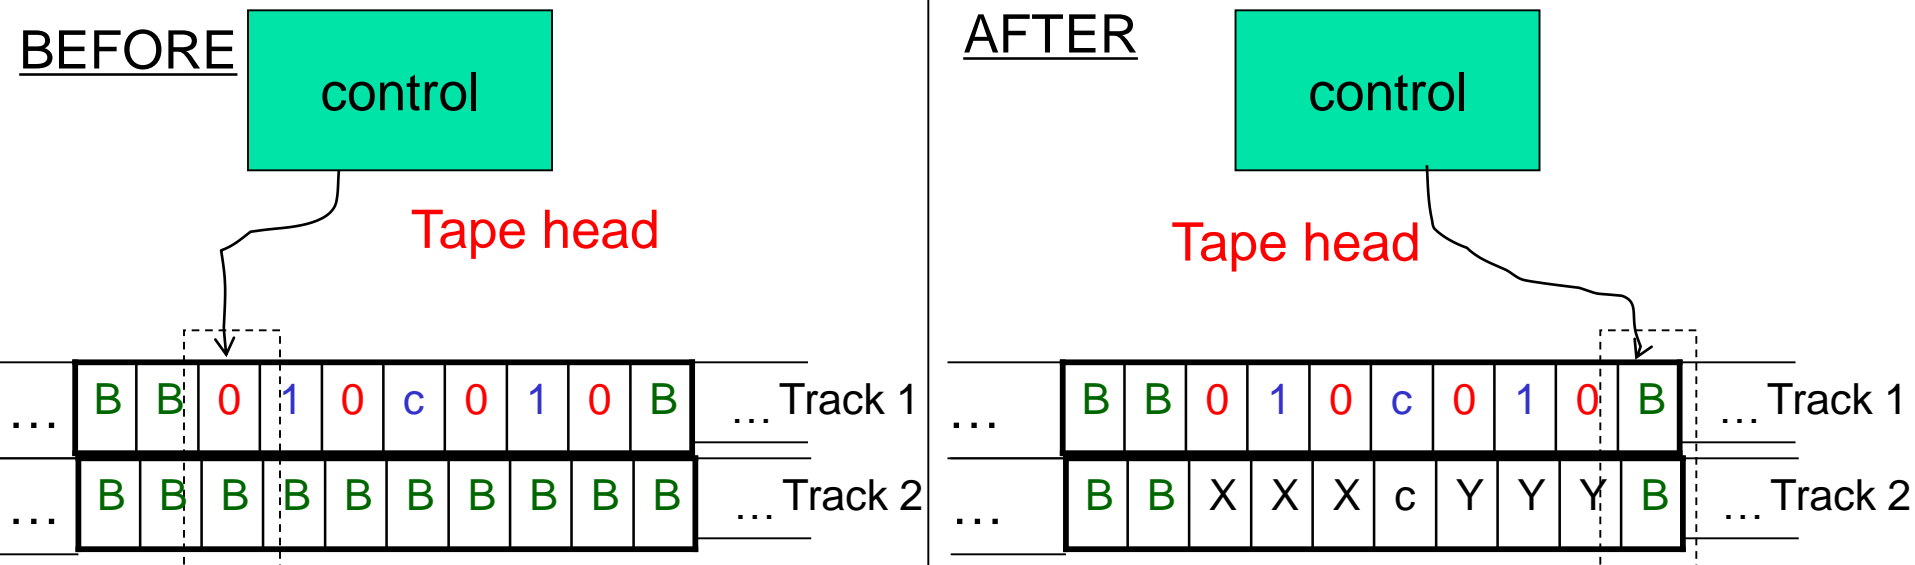 BEFORE
control
Tape head
... B B 0 1 0 c 0 1 0 B ... Track 1
... B B B B B B B B B B ... Track 2
AFTER
control
Tape head
... B B 0 1 0 c 0 1 0 B ... Track 1
... B B X X X c Y Y Y B ... Track 2